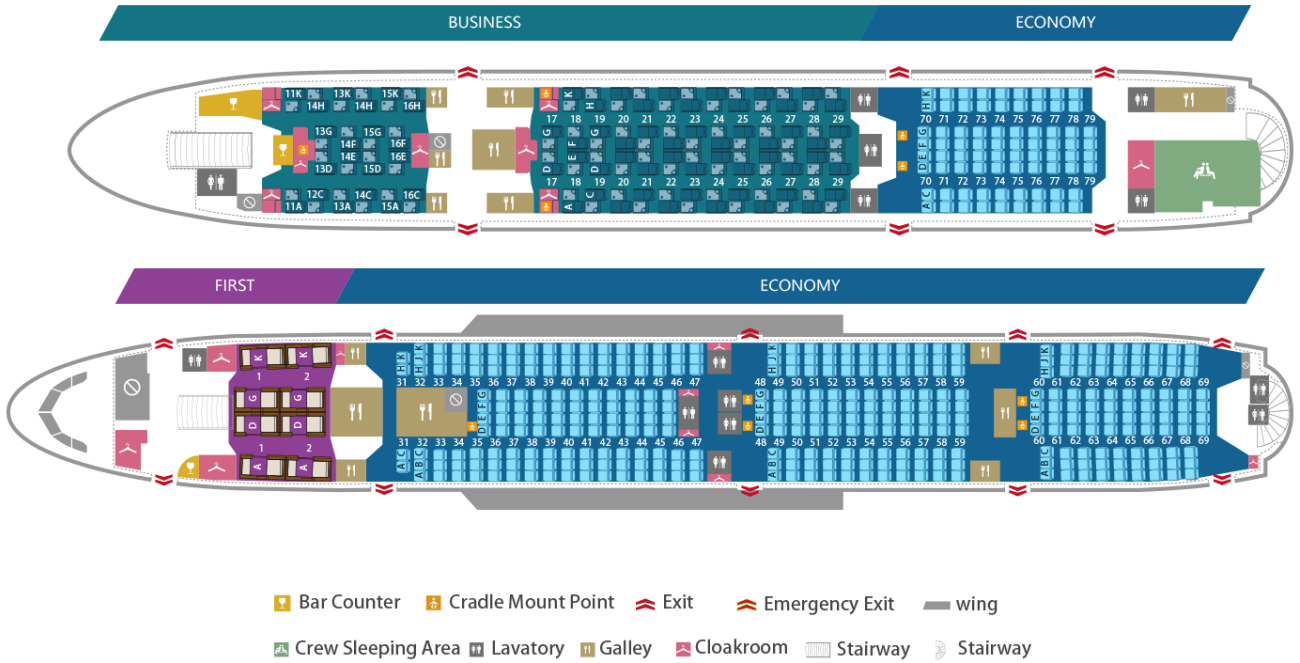 BUSINESS ECONOMY
11K 13K 15K
14H 14H 16H
K
H
17 18 19 20 21 22 23 24 25 26 27 28 29
13G 15G
14F 16F
14E 16E
13D 15D
G G
F
E
D D
17 18 19 20 21 22 23 24 25 26 27 28 29
12C 14C 16C
11A 13A 15A
C
A
H K
70 71 72 73 74 75 76 77 78 79
D E F G
70 71 72 73 74 75 76 77 78 79
A C
FIRST ECONOMY
K K
1 2
G G
D D
1 2
A A
H K H J K
31 32 33 34 35 36 37 38 39 40 41 42 43 44 45 46 47
D E F G
31 32 33 34 35 36 37 38 39 40 41 42 43 44 45 46 47
A C A B C
H J K
48 49 50 51 52 53 54 55 56 57 58 59
D E F G
48 49 50 51 52 53 54 55 56 57 58 59
A B C
H J K
60 61 62 63 64 65 66 67 68 69
D E F G
60 61 62 63 64 65 66 67 68 69
A B C
Bar Counter Cradle Mount Point Exit Emergency Exit wing
Crew Sleeping Area Lavatory Galley Cloakroom Stairway Stairway